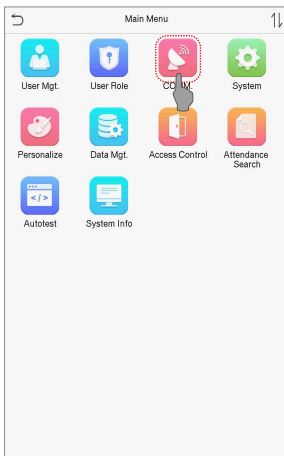 Main Menu
User Mgt.
User Role
COMM.
System
Personalize
Data Mgt.
Access Control
Attendance
Search
</>
Autotest
System Info